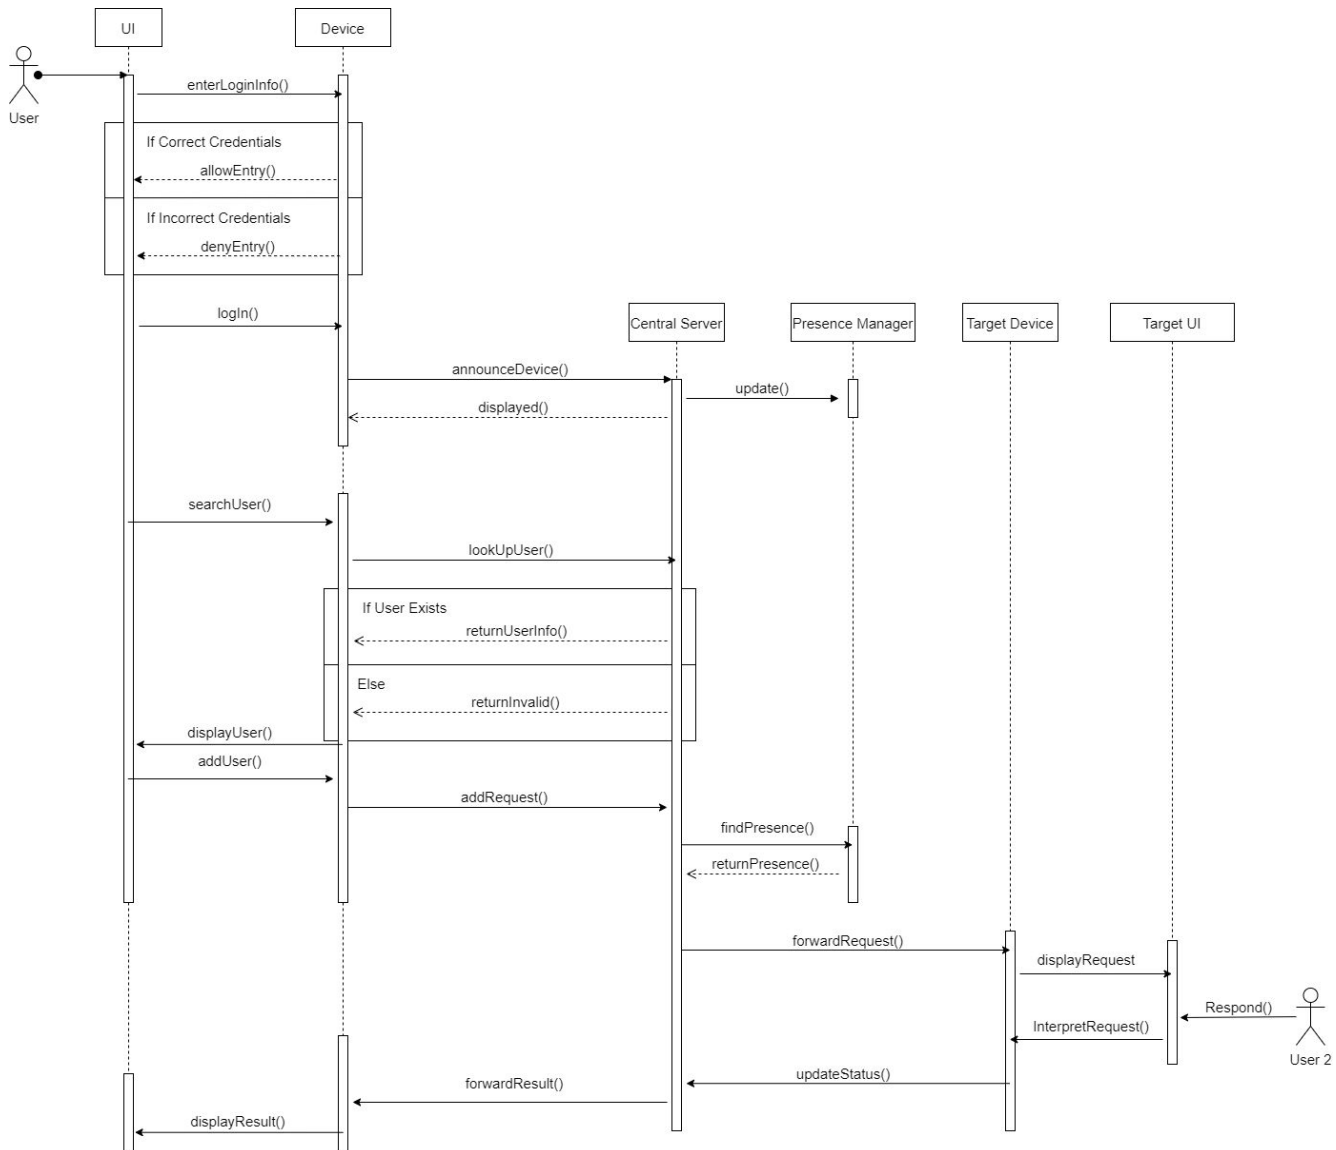 UI
Device
User
enterLoginInfo()
If Correct Credentials
allowEntry()
If Incorrect Credentials
denyEntry()
logIn()
Central Server
Presence Manager
Target Device
Target UI
announceDevice()
update()
displayed()
searchUser()
lookUpUser()
If User Exists
returnUserInfo()
Else
returnInvalid()
displayUser()
addUser()
addRequest()
findPresence()
returnPresence()
forwardRequest()
displayRequest
Respond()
InterpretRequest()
User 2
updateStatus()
forwardResult()
displayResult()